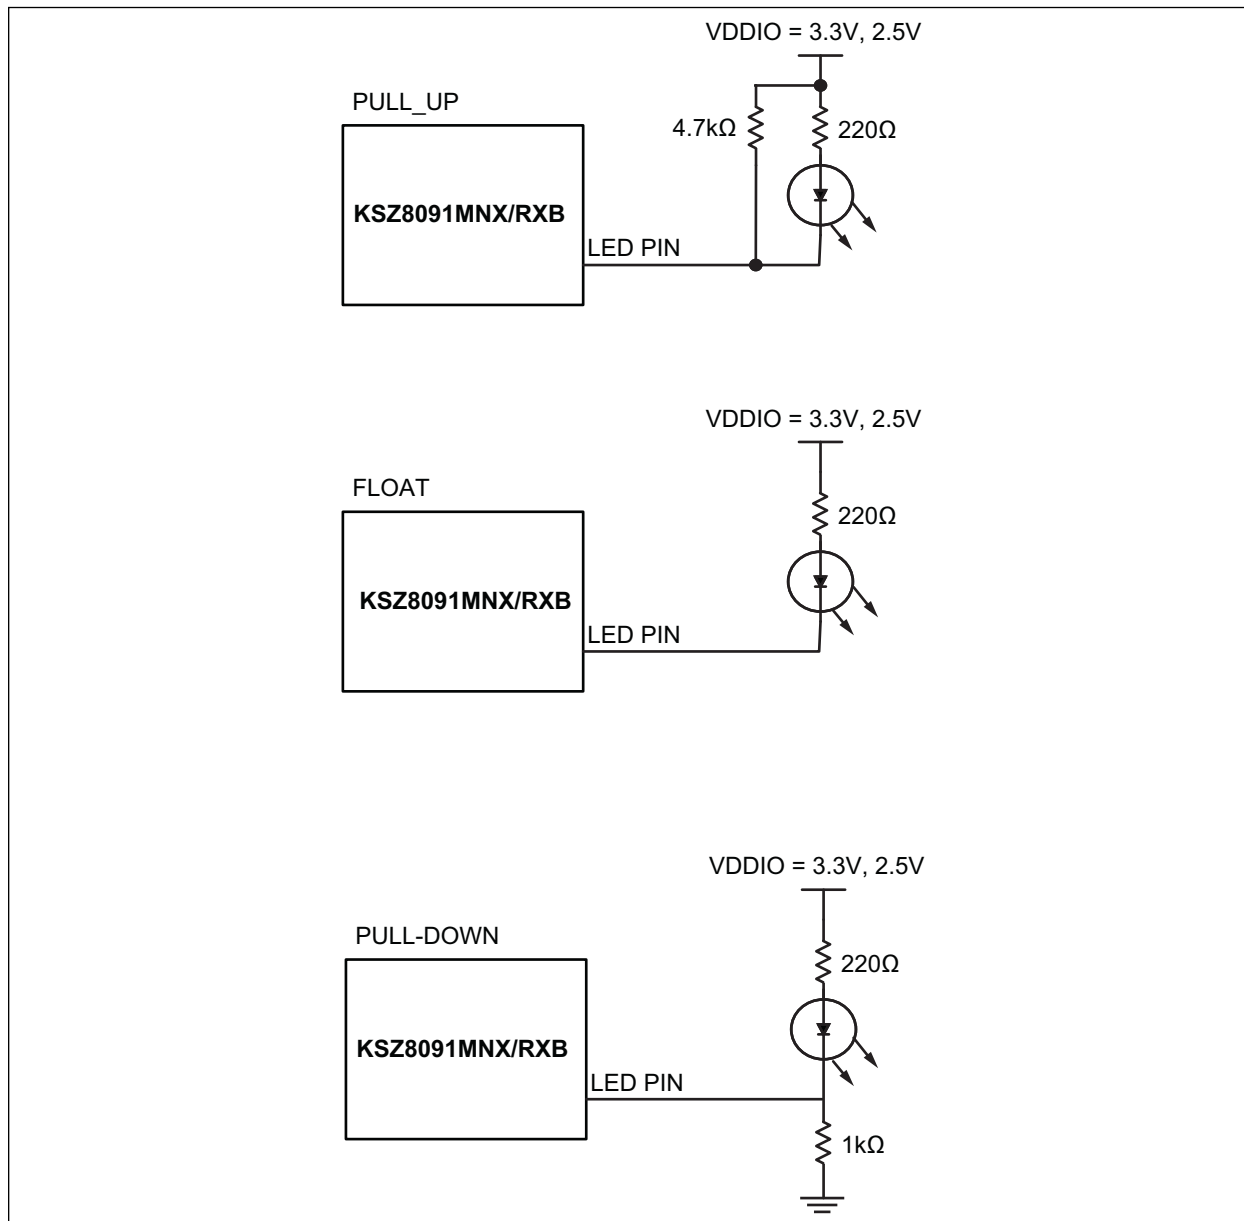 VDDIO = 3.3V, 2.5V
PULL_UP
4.7kΩ
220Ω
KSZ8091MNX/RXB
LED PIN
VDDIO = 3.3V, 2.5V
FLOAT
220Ω
KSZ8091MNX/RXB
LED PIN
VDDIO = 3.3V, 2.5V
PULL-DOWN
220Ω
KSZ8091MNX/RXB
LED PIN
1kΩ